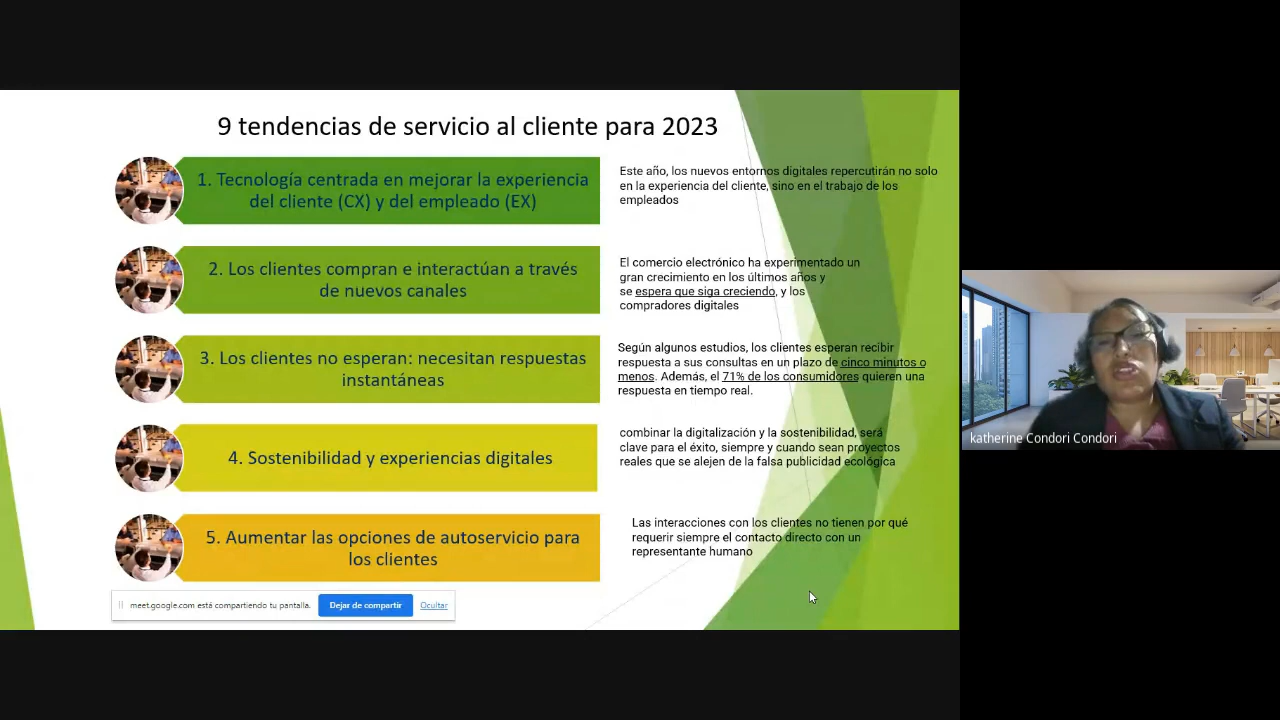 9 tendencias de servicio al cliente para 2023
1. Tecnología centrada en mejorar la experiencia
del cliente (CX) y del empleado (EX)
Este año, los nuevos entornos digitales repercutirán no solo
en la experiencia del cliente, sino en el trabajo de los
empleados
2. Los clientes compran e interactúan a través
de nuevos canales
El comercio electrónico ha experimentado un
gran crecimiento en los últimos años y
se espera que siga creciendo, y los
compradores digitales
3. Los clientes no esperan: necesitan respuestas
instantáneas
Según algunos estudios, los clientes esperan recibir
respuesta a sus consultas en un plazo de cinco minutos o
menos. Además, el 71% de los consumidores quieren una
respuesta en tiempo real.
4. Sostenibilidad y experiencias digitales
combinar la digitalización y la sostenibilidad, será
clave para el éxito, siempre y cuando sean proyectos
reales que se alejen de la falsa publicidad ecológica
5. Aumentar las opciones de autoservicio para
los clientes
Las interacciones con los clientes no tienen por qué
requerir siempre el contacto directo con un
representante humano
meet.google.com está compartiendo tu pantalla.
Dejar de compartir
Ocultar
katherine Condori Condori